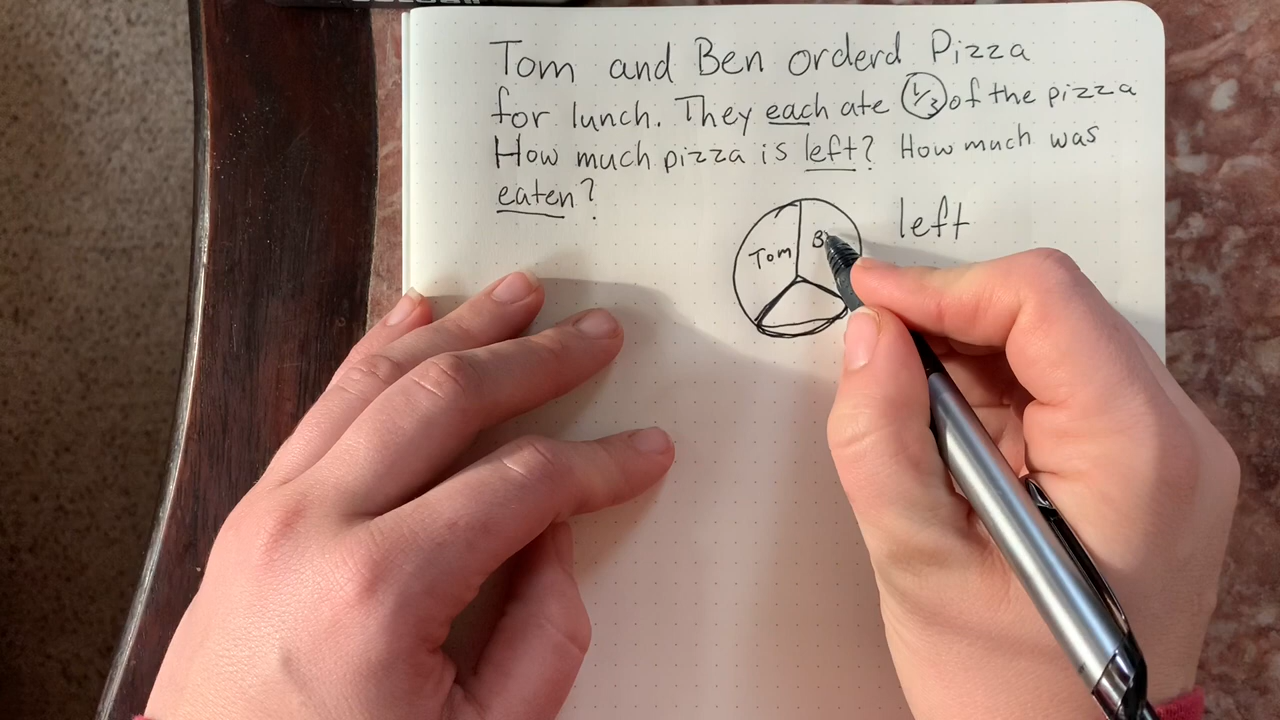 Tom and Ben orderd Pizza
for lunch. They each ate 1/3 of the pizza
How much pizza is left? How much was
eaten?
left
Tom